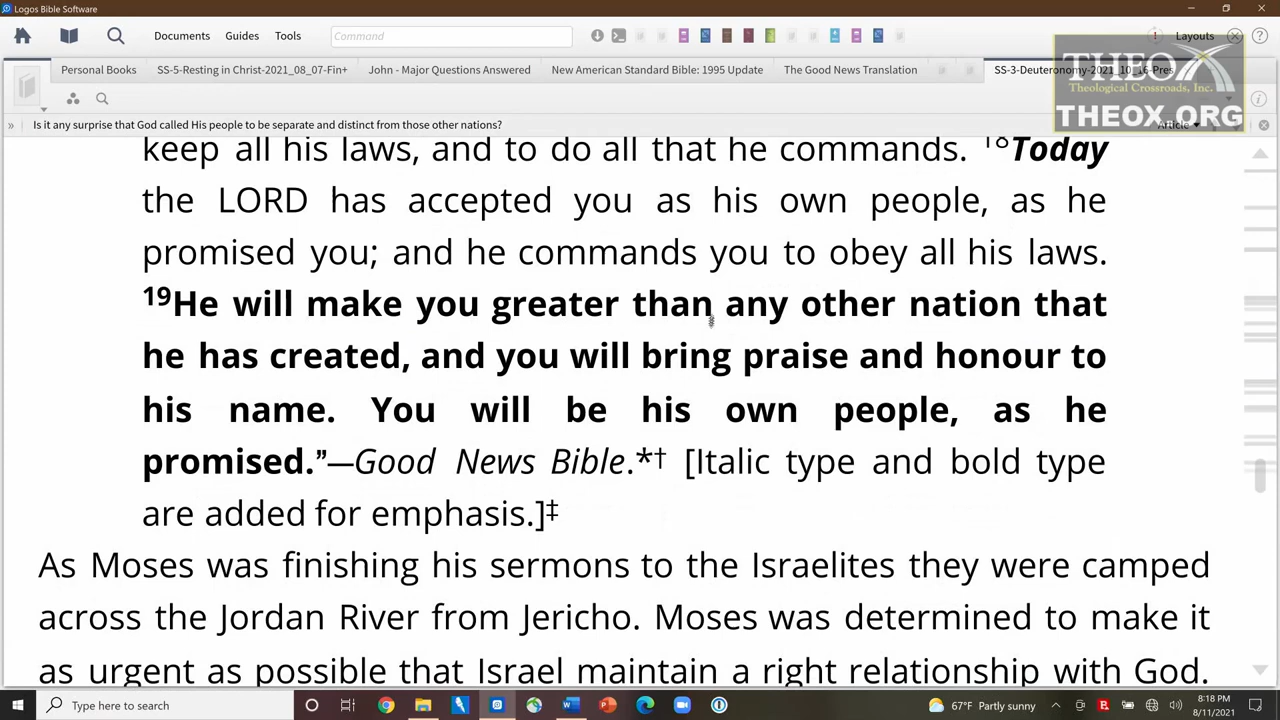 Logos Bible Software
Documents Guides Tools Command Layouts
Personal Books SS-5-Resting in Christ-2021_08_07-Fin+ s Answered New American Standard Bible: 1995 Update The Good News Translation SS-3-Deuteronomy-2021_10_16-Pres
THEOX
Theological Crossroads, Inc.
THEOX.ORG
» Is it any surprise that God called His people to be separate and distinct from those other nations? Article
keep all his laws, and to do all that he commands. 18Today
the LORD has accepted you as his own people, as he
promised you; and he commands you to obey all his laws.
19He will make you greater than any other nation that
he has created, and you will bring praise and honour to
his name. You will be his own people, as he
promised.”—Good News Bible.*† [Italic type and bold type
are added for emphasis.]‡
As Moses was finishing his sermons to the Israelites they were camped
across the Jordan River from Jericho. Moses was determined to make it
as urgent as possible that Israel maintain a right relationship with God.
Type here to search 67°F Partly sunny 8:18 PM
8/11/2021